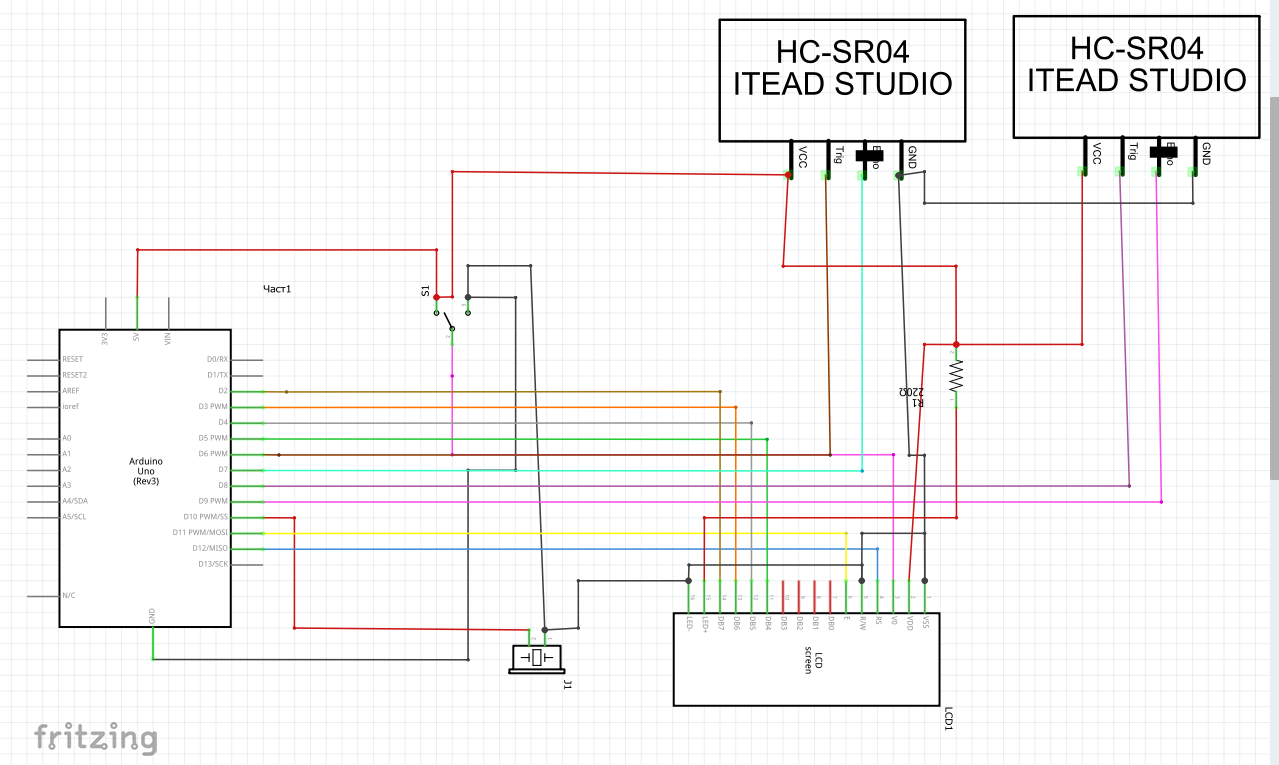 HC-SR04
ITEAD STUDIO
VCC
Trig
GND
HC-SR04
ITEAD STUDIO
VCC
Trig
GND
Част1
S1
3V3
5V
VIN
RESET
RESET2
AREF
ioref
A0
A1
A2
A3
A4/SDA
A5/SCL
N/C
D0/RX
D1/TX
D2
D3 PWM
D4
D5 PWM
D6 PWM
D7
D8
D9 PWM
D10 PWM/SS
D11 PWM/MOSI
D12/MISO
D13/SCK
Arduino
Uno
(Rev3)
GND
R1
220Ω
J1
LED-
LED+
DB7
DB6
DB5
DB4
DB3
DB2
DB1
DB0
E
R/W
RS
V0
VDD
VSS
LCD
screen
LCD1
fritzing